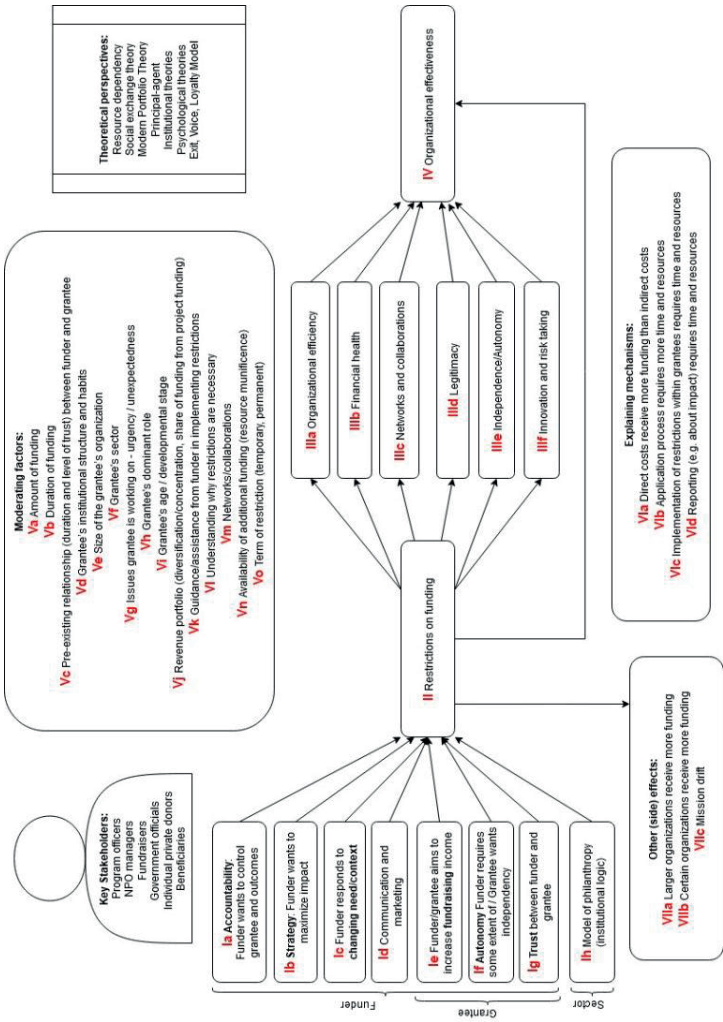 Key Stakeholders:
Program officers
NPO managers
Fundraisers
Government officials
Individual private donors
Beneficiaries
Moderating factors:
Va Amount of funding
Vb Duration of funding
Vc Pre-existing relationship (duration and level of trust) between funder and grantee
Vd Grantee's institutional structure and habits
Ve Size of the grantee's organization
Vf Grantee's sector
Vg Issues grantee is working on - urgency / unexpectedness
Vh Grantee's dominant role
Vi Grantee's age / developmental stage
Vj Revenue portfolio (diversification/concentration, share of funding from project funding)
Vk Guidance/assistance from funder in implementing restrictions
Vl Understanding why restrictions are necessary
Vm Networks/collaborations
Vn Availability of additional funding (resource munificence)
Vo Term of restriction (temporary, permanent)
Theoretical perspectives:
Resource dependency
Social exchange theory
Modern Portfolio Theory
Principal-agent
Institutional theories
Psychological theories
Exit, Voice, Loyalty Model
Funder
Grantee
Sector
Ia Accountability:
Funder wants to control
grantee and outcomes
Ib Strategy: Funder wants to
maximize impact
Ic Funder responds to
changing need/context
Id Communication and
marketing
Ie Funder/grantee aims to
increase fundraising income
If Autonomy Funder requires
some extent of / Grantee wants
independency
Ig Trust between funder and
grantee
Ih Model of philanthropy
(institutional logic)
II Restrictions on funding
IIIa Organizational efficiency
IIIb Financial health
IIIc Networks and collaborations
IIId Legitimacy
IIIe Independence/Autonomy
IIIf Innovation and risk taking
IV Organizational effectiveness
Other (side) effects:
VIIa Larger organizations receive more funding
VIIb Certain organizations receive more funding
VIIc Mission drift
Explaining mechanisms:
VIa Direct costs receive more funding than indirect costs
VIb Application process requires more time and resources
VIc Implementation of restrictions within grantees requires time and resources
VId Reporting (e.g. about impact) requires time and resources